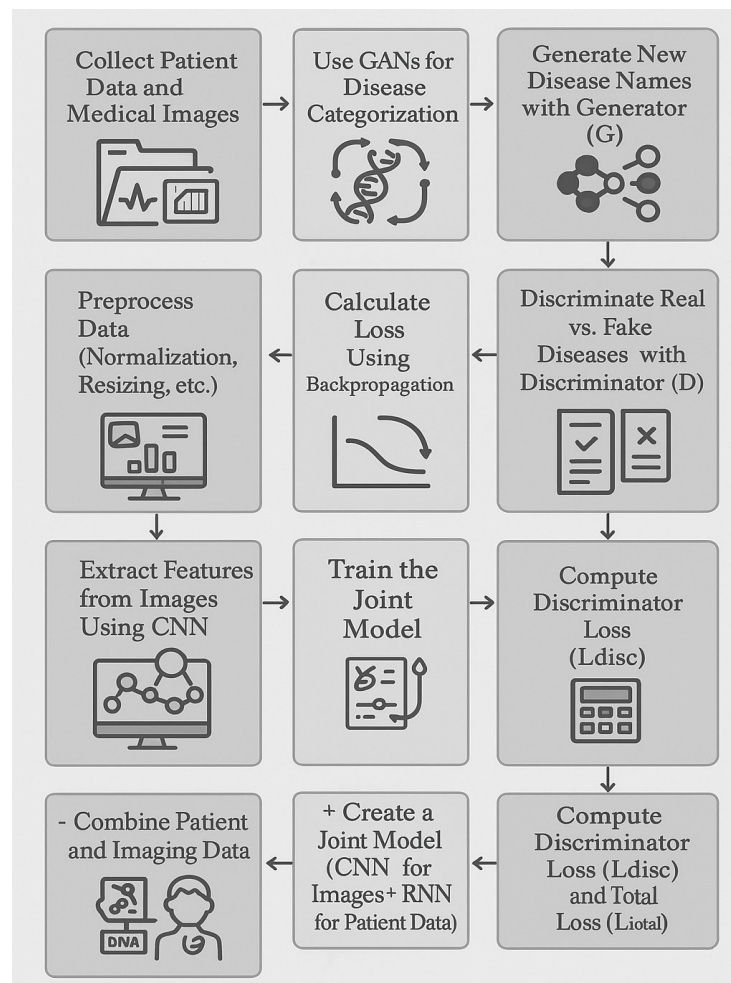 Collect Patient
Data and
Medical Images
Use GANs for
Disease
Categorization
Generate New
Disease Names
with Generator
(G)
Preprocess
Data
(Normalization,
Resizing, etc.)
Calculate
Loss
Using
Backpropagation
Discriminate Real
vs. Fake
Diseases with
Discriminator (D)
Extract Features
from Images
Using CNN
Train the
Joint
Model
Compute
Discriminator
Loss
(Ldisc)
- Combine Patient
and Imaging Data
DNA
+ Create a
Joint Model
(CNN for
Images+ RNN
for Patient Data)
Compute
Discriminator
Loss (Ldisc)
and Total
Loss (Liotal)